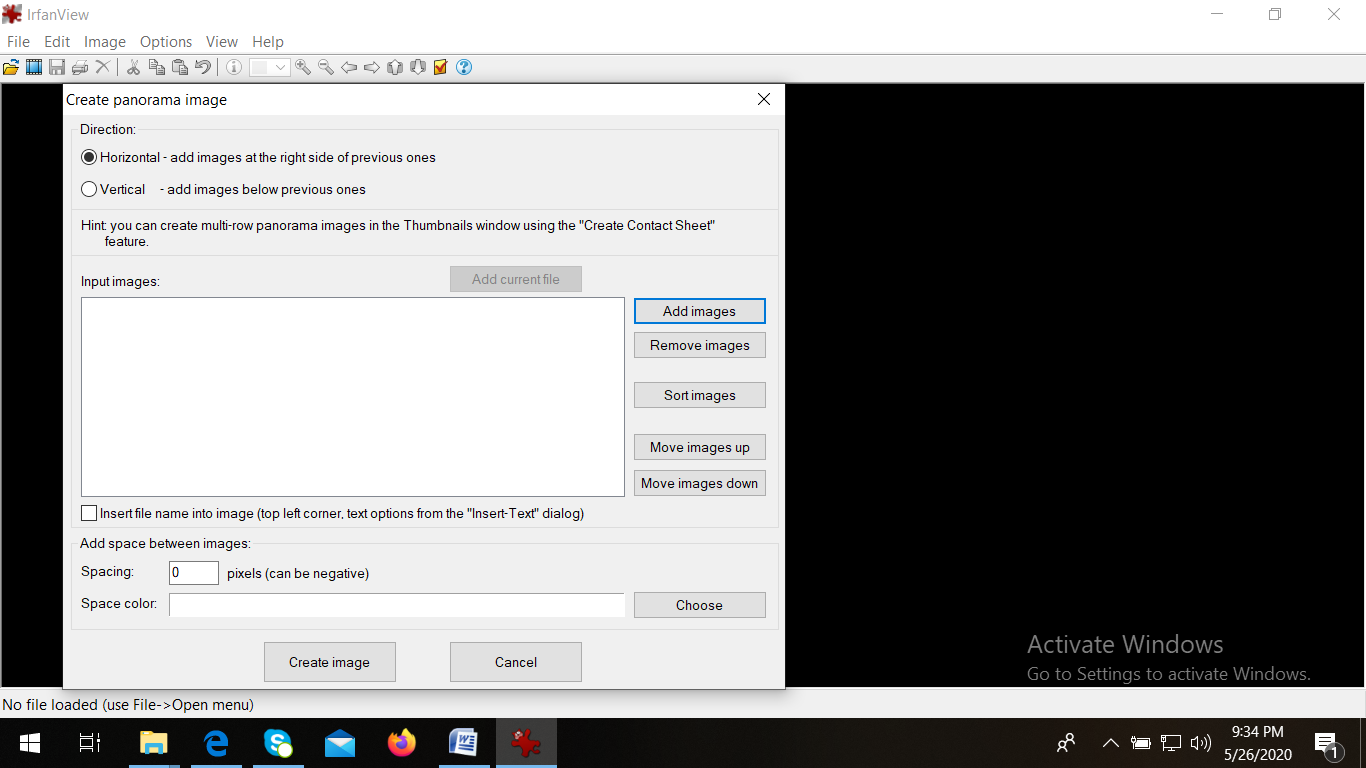 IrfanView
File Edit Image Options View Help
Create panorama image
Direction:
Horizontal - add images at the right side of previous ones
Vertical - add images below previous ones
Hint: you can create multi-row panorama images in the Thumbnails window using the "Create Contact Sheet"
feature.
Add current file
Input images:
Add images
Remove images
Sort images
Move images up
Move images down
Insert file name into image (top left corner, text options from the "Insert-Text" dialog)
Add space between images:
Spacing: 0 pixels (can be negative)
Space color: Choose
Create image Cancel
Activate Windows
Go to Settings to activate Windows.
No file loaded (use File->Open menu)
9:34 PM
5/26/2020
1